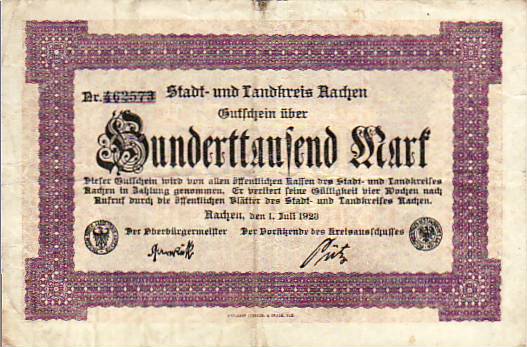 Nr. 462573
Stadt- und Landkreis Aachen
Gutschein über
Hunderttausend Mark
Dieser Gutschein wird von allen öffentlichen Kassen des Stadt- und Landkreises
Aachen in Zahlung genommen. Er verliert seine Gültigkeit vier Wochen nach
Aufruf durch die öffentlichen Blätter des Stadt- und Landkreises Aachen.
Aachen, den 1. Juli 1923
Der Oberbürgermeister Der Vorsitzende des Kreisausschusses